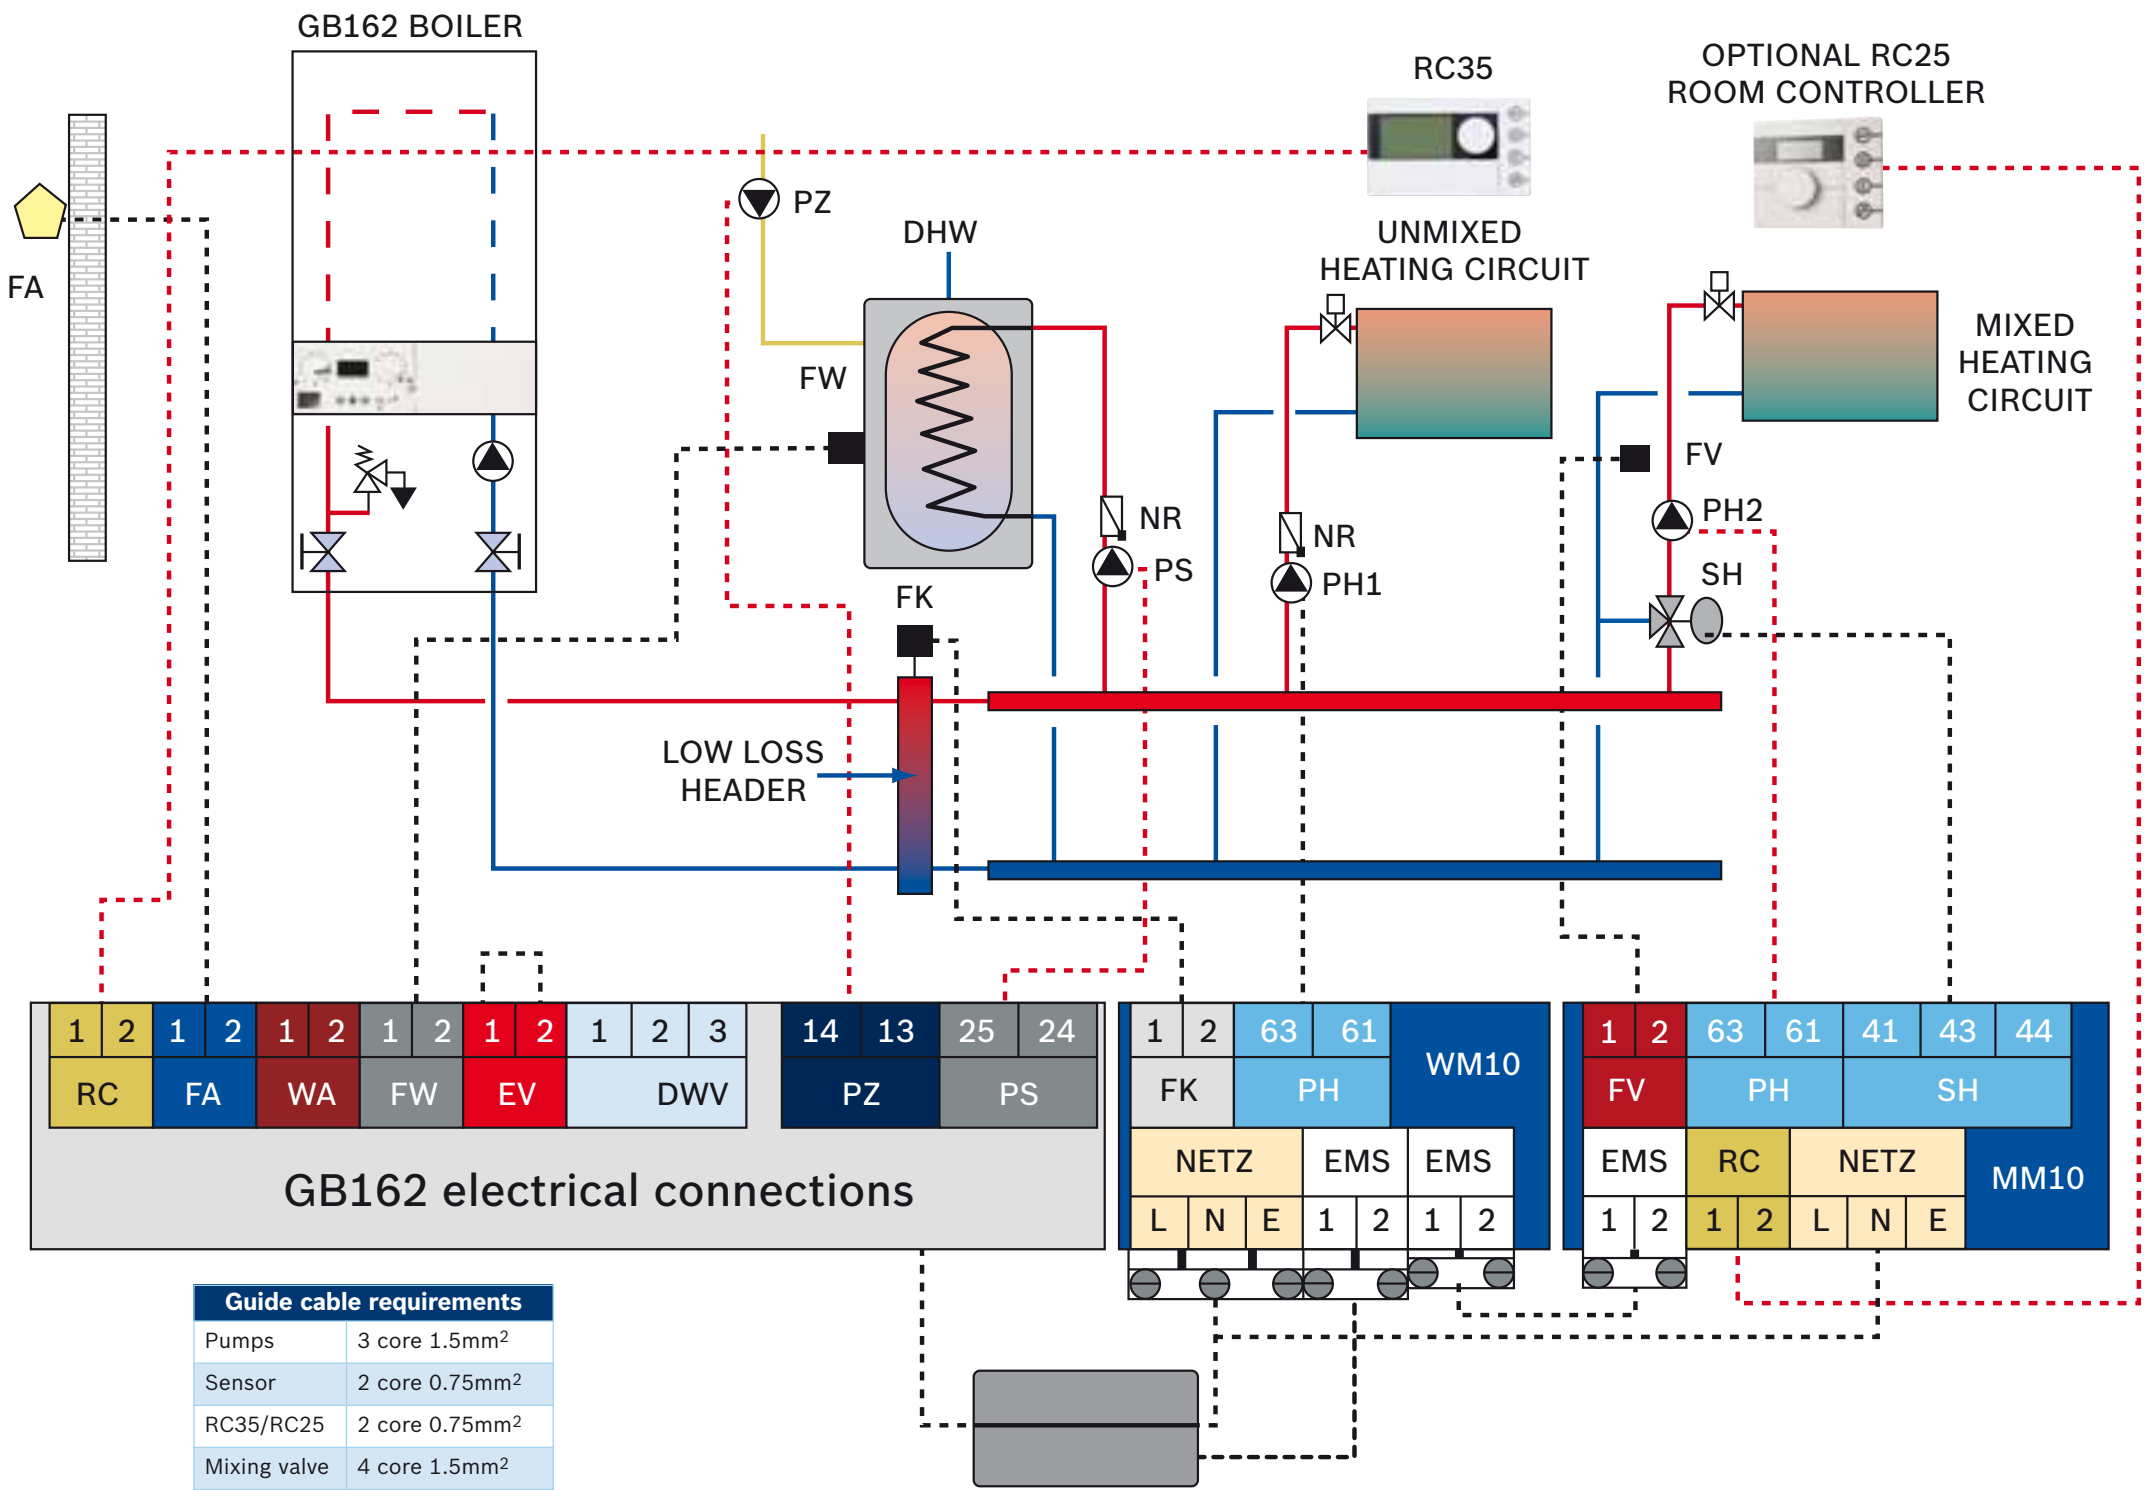 GB162 BOILER
RC35
OPTIONAL RC25
ROOM CONTROLLER
PZ
DHW
UNMIXED
HEATING CIRCUIT
FA
MIXED
HEATING
CIRCUIT
FW
FV
NR
PH2
NR
PS
PH1
SH
FK
LOW LOSS
HEADER
1 2 1 2 1 2 1 2 1 2 1 2 3 14 13 25 24
RC FA WA FW EV DWV PZ PS
GB162 electrical connections
1 2 63 61
FK PH
WM10
NETZ EMS EMS
L N E 1 2 1 2
1 2 63 61 41 43 44
FV PH SH
EMS RC NETZ
MM10
1 2 1 2 L N E
Guide cable requirements
Pumps 3 core 1.5mm²
Sensor 2 core 0.75mm²
RC35/RC25 2 core 0.75mm²
Mixing valve 4 core 1.5mm²